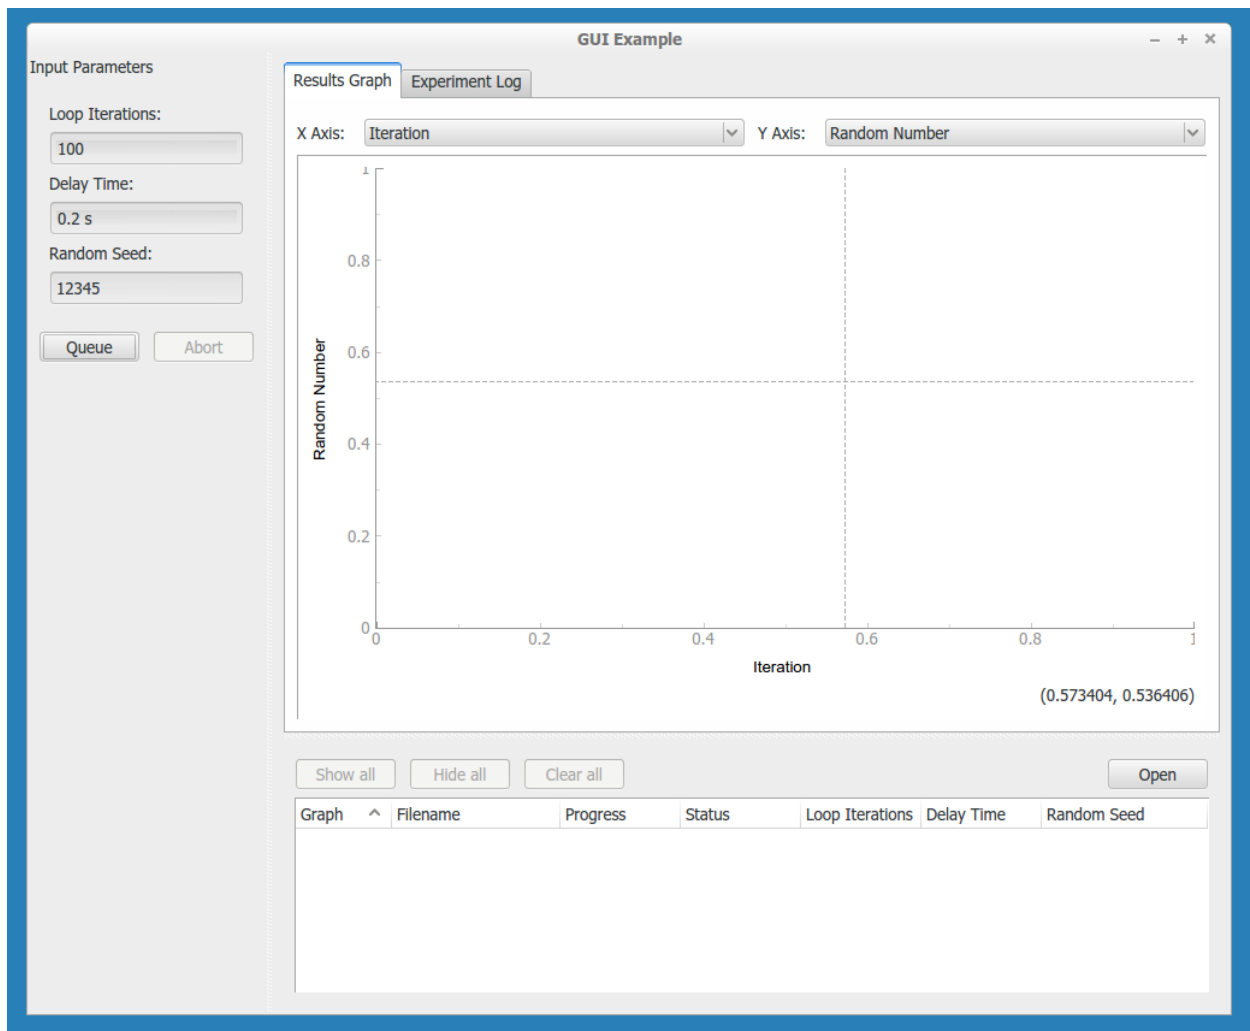 GUI Example
Input Parameters
Loop Iterations:
100
Delay Time:
0.2 s
Random Seed:
12345
Queue Abort
Results Graph Experiment Log
X Axis: Iteration Y Axis: Random Number
1
0.8
0.6
0.4
0.2
0
Random Number
0 0.2 0.4 0.6 0.8 1
Iteration
(0.573404, 0.536406)
Show all Hide all Clear all Open
Graph Filename Progress Status Loop Iterations Delay Time Random Seed